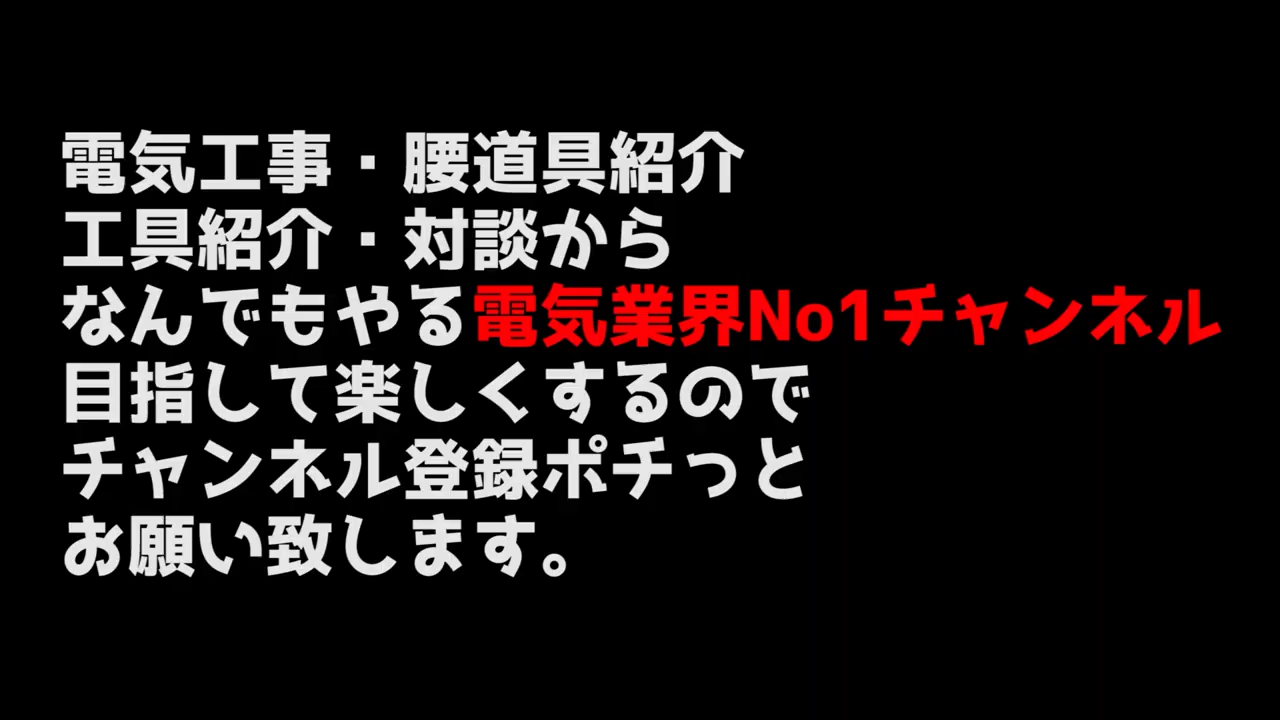 電気工事・腰道具紹介
工具紹介・対談から
なんでもやる電気業界No1チャンネル
目指して楽しくするので
チャンネル登録ポチっと
お願い致します。